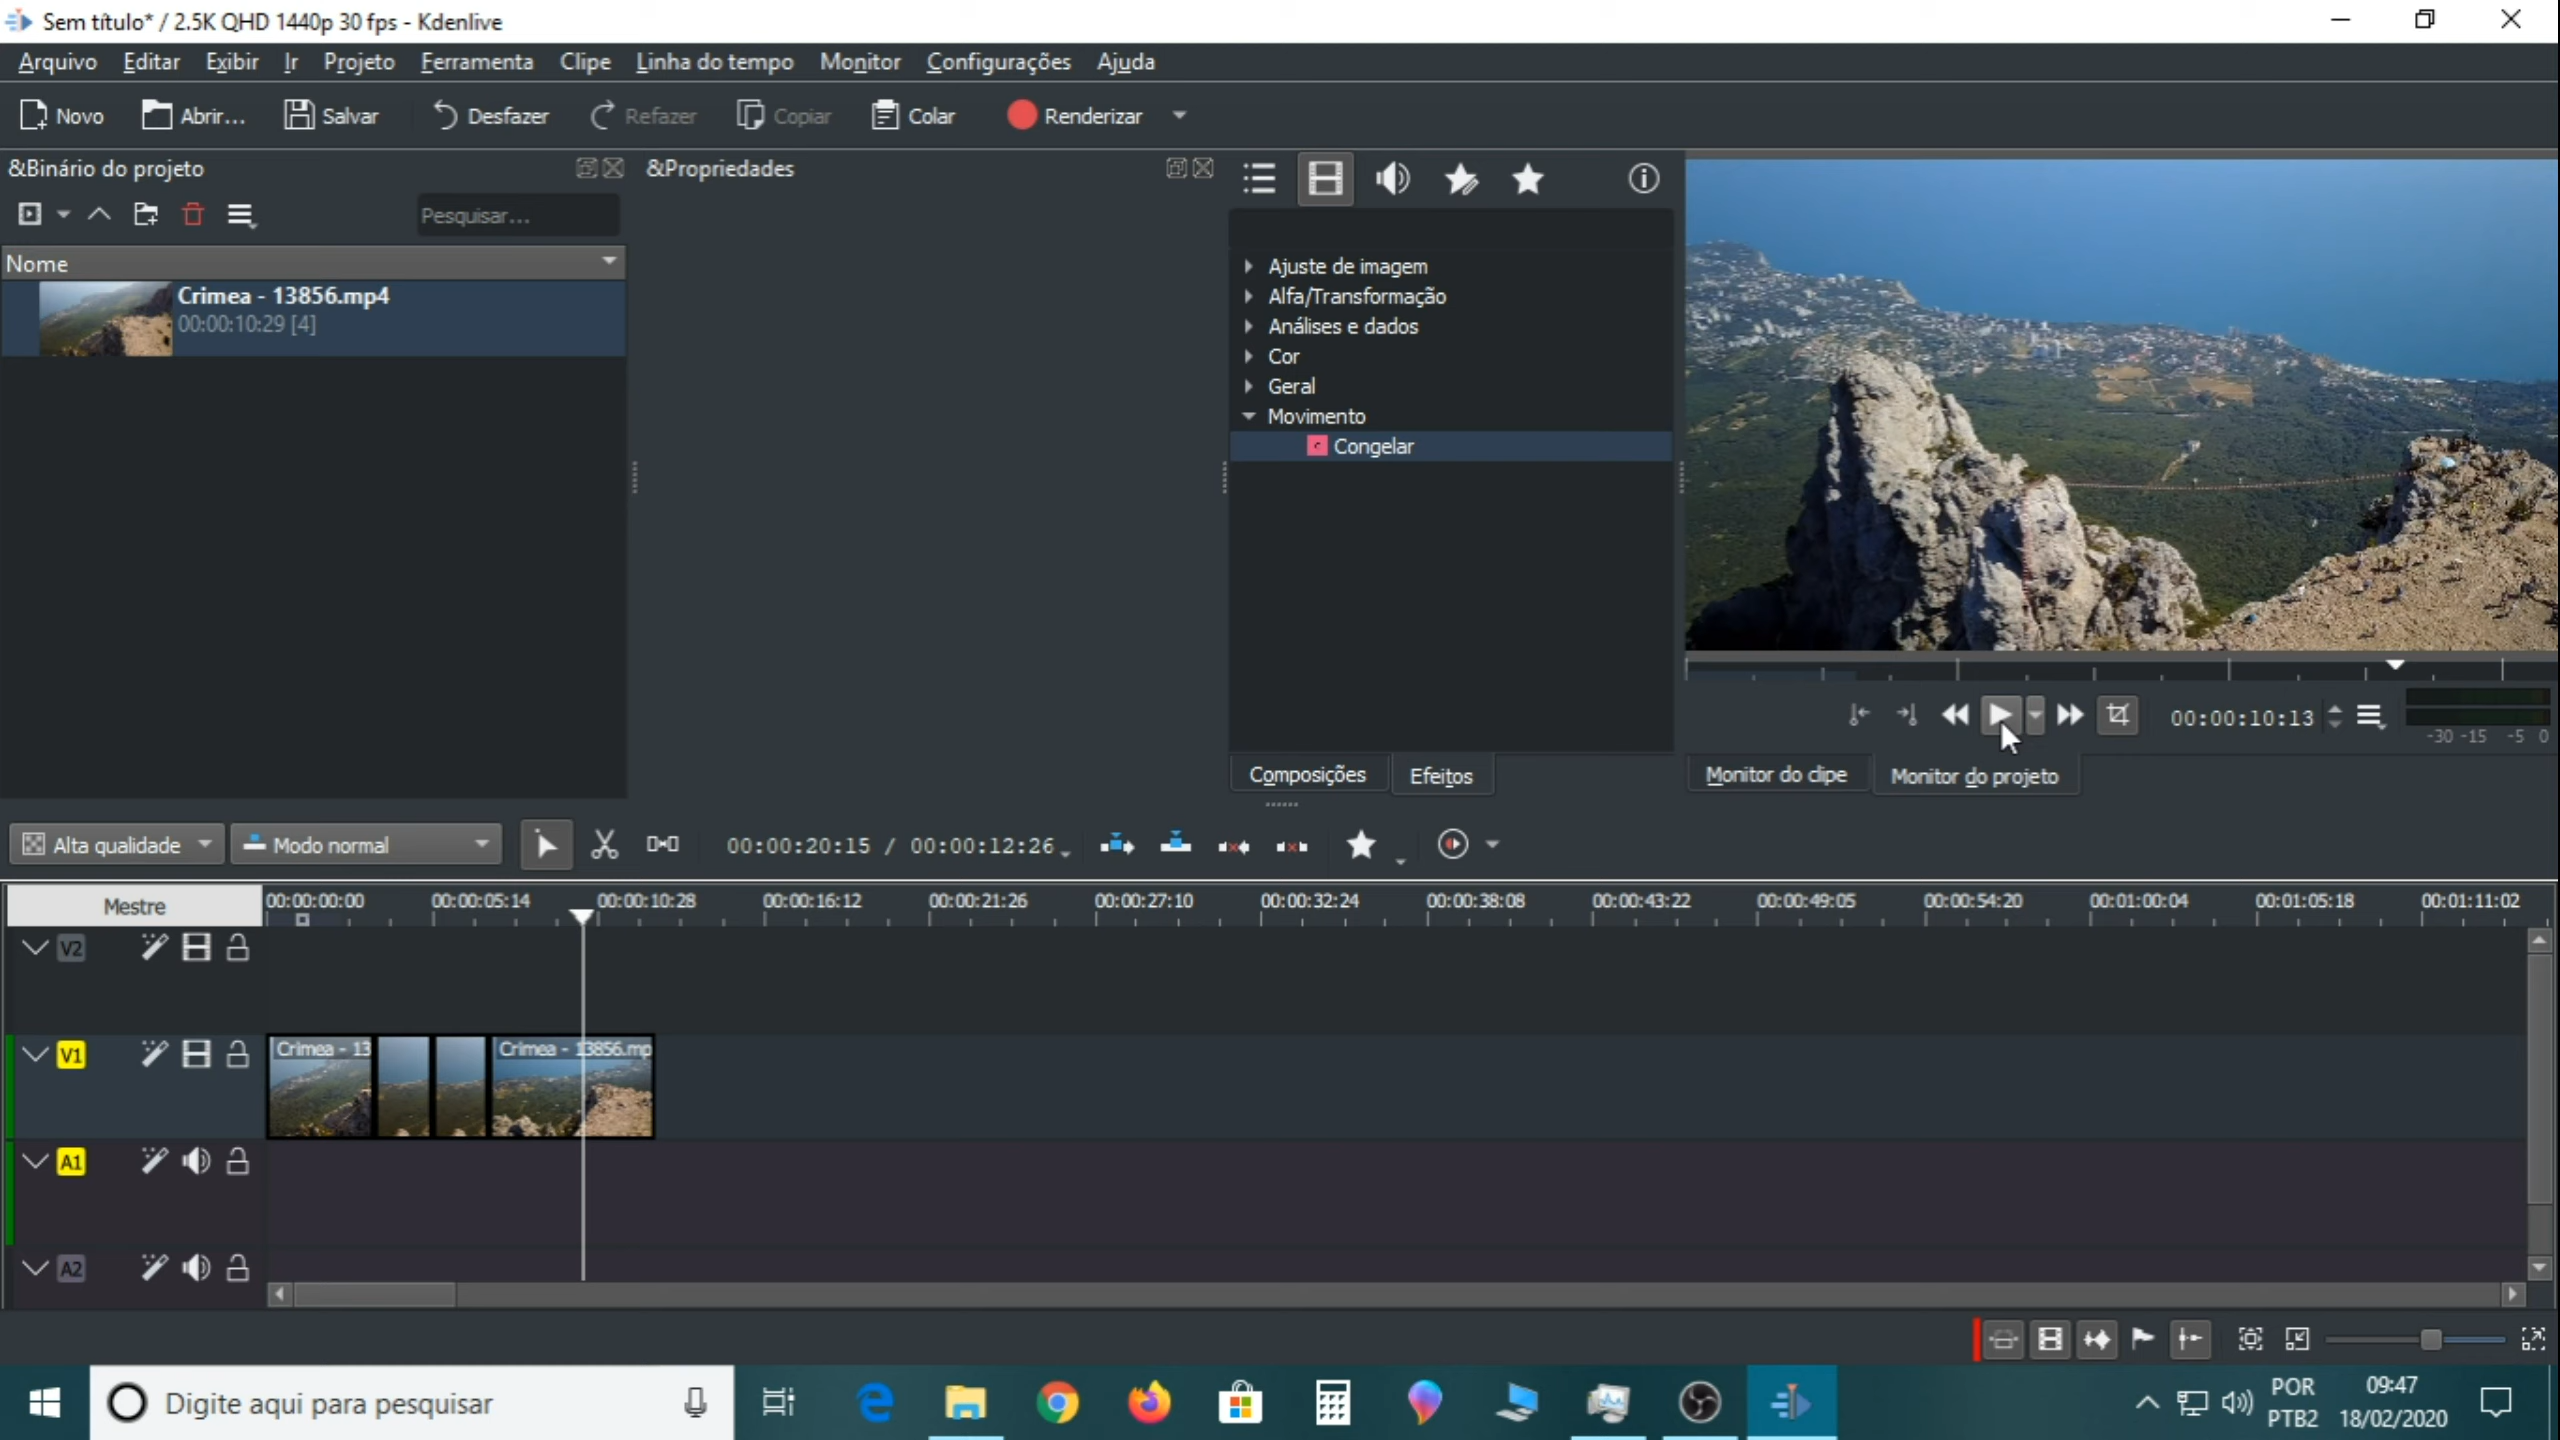 Sem título* / 2.5K QHD 1440p 30 fps - Kdenlive
Arquivo Editar Exibir Ir Projeto Ferramenta Clipe Linha do tempo Monitor Configurações Ajuda
Novo Abrir... Salvar Desfazer Refazer Copiar Colar Renderizar
&Binário do projeto
&Propriedades
Pesquisar...
Nome
Crimea - 13856.mp4
00:00:10:29 [4]
Ajuste de imagem
Alfa/Transformação
Análises e dados
Cor
Geral
Movimento
c Congelar
00:00:10:13
-30 -15 -5 0
Composições Efeitos
Monitor do clipe Monitor do projeto
Alta qualidade Modo normal 00:00:20:15 / 00:00:12:26
Mestre 00:00:00:00 00:00:05:14 00:00:10:28 00:00:16:12 00:00:21:26 00:00:27:10 00:00:32:24 00:00:38:08 00:00:43:22 00:00:49:05 00:00:54:20 00:01:00:04 00:01:05:18 00:01:11:02
V2
V1 Crimea - 13 Crimea - 13856.mp
A1
A2
Digite aqui para pesquisar
POR
PTB2
09:47
18/02/2020